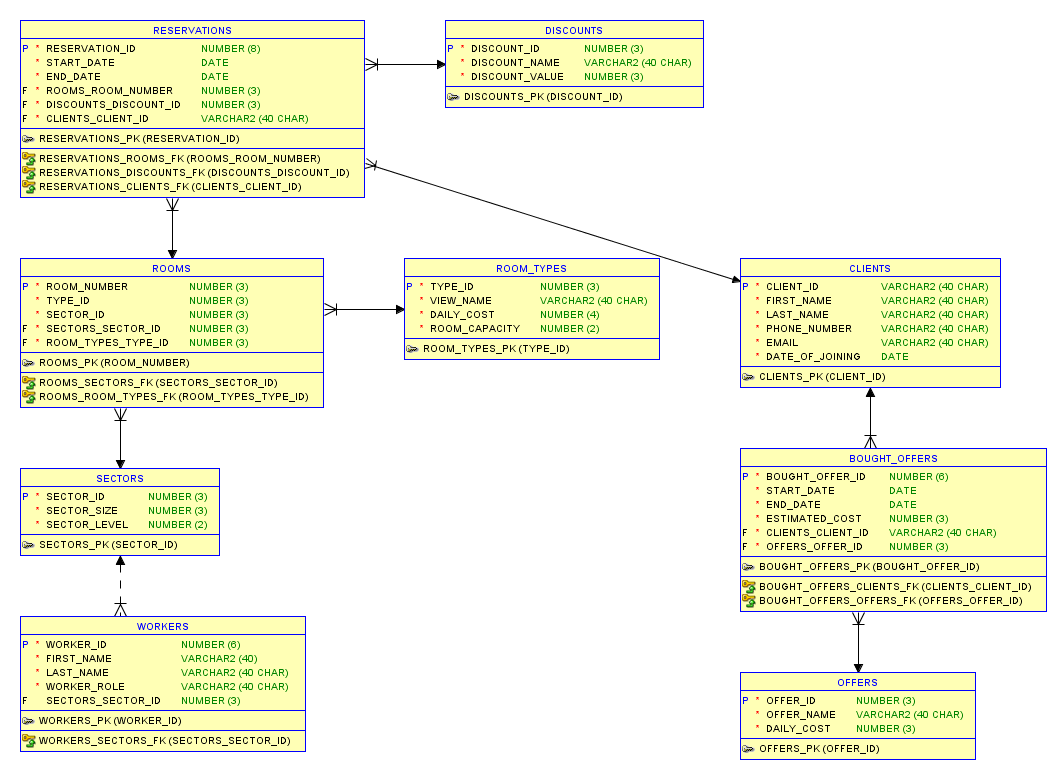 RESERVATIONS
P * RESERVATION_ID NUMBER (8)
* START_DATE DATE
* END_DATE DATE
F * ROOMS_ROOM_NUMBER NUMBER (3)
F * DISCOUNTS_DISCOUNT_ID NUMBER (3)
F * CLIENTS_CLIENT_ID VARCHAR2 (40 CHAR)
RESERVATIONS_PK (RESERVATION_ID)
RESERVATIONS_ROOMS_FK (ROOMS_ROOM_NUMBER)
RESERVATIONS_DISCOUNTS_FK (DISCOUNTS_DISCOUNT_ID)
RESERVATIONS_CLIENTS_FK (CLIENTS_CLIENT_ID)
DISCOUNTS
P * DISCOUNT_ID NUMBER (3)
* DISCOUNT_NAME VARCHAR2 (40 CHAR)
* DISCOUNT_VALUE NUMBER (3)
DISCOUNTS_PK (DISCOUNT_ID)
ROOMS
P * ROOM_NUMBER NUMBER (3)
* TYPE_ID NUMBER (3)
* SECTOR_ID NUMBER (3)
F * SECTORS_SECTOR_ID NUMBER (3)
F * ROOM_TYPES_TYPE_ID NUMBER (3)
ROOMS_PK (ROOM_NUMBER)
ROOMS_SECTORS_FK (SECTORS_SECTOR_ID)
ROOMS_ROOM_TYPES_FK (ROOM_TYPES_TYPE_ID)
ROOM_TYPES
P * TYPE_ID NUMBER (3)
* VIEW_NAME VARCHAR2 (40 CHAR)
* DAILY_COST NUMBER (4)
* ROOM_CAPACITY NUMBER (2)
ROOM_TYPES_PK (TYPE_ID)
CLIENTS
P * CLIENT_ID VARCHAR2 (40 CHAR)
* FIRST_NAME VARCHAR2 (40 CHAR)
* LAST_NAME VARCHAR2 (40 CHAR)
* PHONE_NUMBER VARCHAR2 (40 CHAR)
* EMAIL VARCHAR2 (40 CHAR)
* DATE_OF_JOINING DATE
CLIENTS_PK (CLIENT_ID)
SECTORS
P * SECTOR_ID NUMBER (3)
* SECTOR_SIZE NUMBER (3)
* SECTOR_LEVEL NUMBER (2)
SECTORS_PK (SECTOR_ID)
BOUGHT_OFFERS
P * BOUGHT_OFFER_ID NUMBER (6)
* START_DATE DATE
* END_DATE DATE
* ESTIMATED_COST NUMBER (3)
F * CLIENTS_CLIENT_ID VARCHAR2 (40 CHAR)
F * OFFERS_OFFER_ID NUMBER (3)
BOUGHT_OFFERS_PK (BOUGHT_OFFER_ID)
BOUGHT_OFFERS_CLIENTS_FK (CLIENTS_CLIENT_ID)
BOUGHT_OFFERS_OFFERS_FK (OFFERS_OFFER_ID)
WORKERS
P * WORKER_ID NUMBER (6)
* FIRST_NAME VARCHAR2 (40)
* LAST_NAME VARCHAR2 (40 CHAR)
* WORKER_ROLE VARCHAR2 (40 CHAR)
F SECTORS_SECTOR_ID NUMBER (3)
WORKERS_PK (WORKER_ID)
WORKERS_SECTORS_FK (SECTORS_SECTOR_ID)
OFFERS
P * OFFER_ID NUMBER (3)
* OFFER_NAME VARCHAR2 (40 CHAR)
* DAILY_COST NUMBER (3)
OFFERS_PK (OFFER_ID)